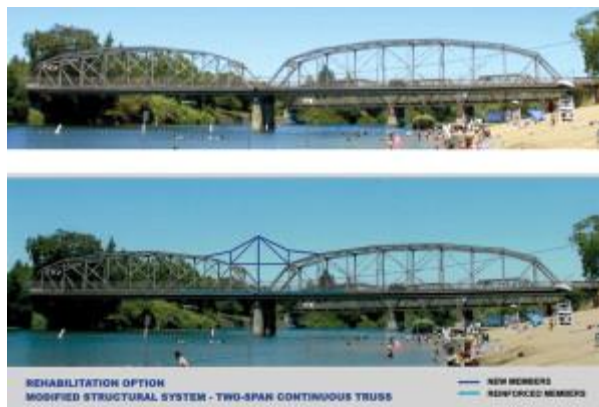 REHABILITATION OPTION
MODIFIED STRUCTURAL SYSTEM - TWO-SPAN CONTINUOUS TRUSS
NEW MEMBERS
REINFORCED MEMBERS